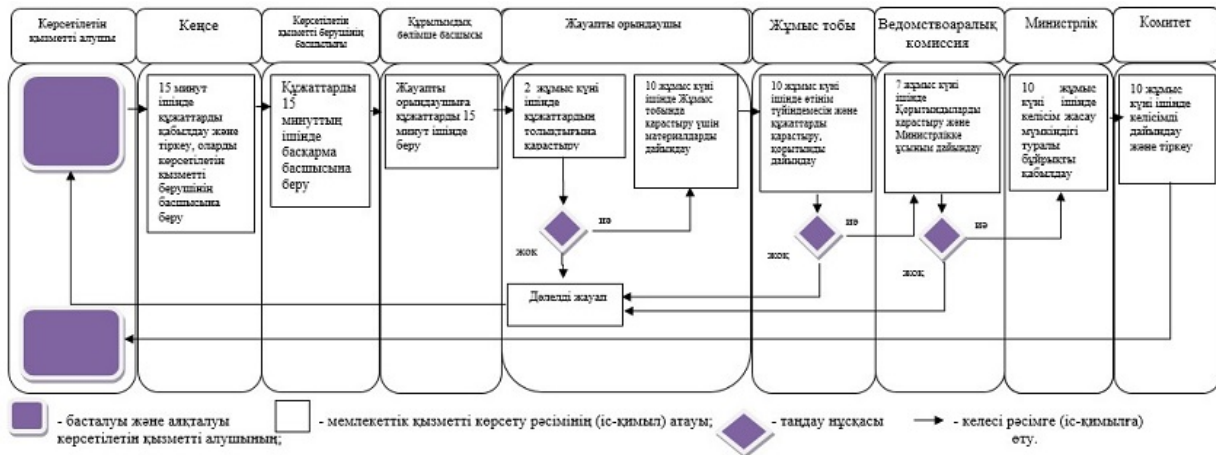 Көрсетілетін
қызметті алушы
Кеңсе
Көрсетілетін
қызметті берушінің
басшылығы
Құрылымдық
бөлімше басшысы
Жауапты орындаушы
Жұмыс тобы
Ведомствоаралық
комиссия
Министрлік
Комитет
15 минут
ішінде
құжаттарды
қабылдау және
тіркеу, оларды
көрсетілетін
қызметті
берушінің
басшысына
беру
Құжаттарды
15
минуттың
ішінде
басқарма
басшысына
беру
Жауапты
орындаушыға
құжаттарды 15
минут ішінде
беру
2 жұмыс күні
ішінде
құжаттардың
толықтығына
қарастыру
10 жұмыс күні
ішінде Жұмыс
тобында
қарастыру үшін
материалдарды
дайындау
10 жұмыс күні
ішінде өтінім
түйіндемесін және
құжаттарды
қарастыру,
қорытынды
дайындау
7 жұмыс күні
ішінде
Қорытындыларды
қарастыру және
Министрлікке
ұсыным дайындау
10 жұмыс
күні ішінде
келісім жасау
мүмкіндігі
туралы
бұйрықты
қабылдау
10 жұмыс
күні ішінде
келісімді
дайындау
және тіркеу
иә
жоқ
иә
жоқ
иә
жоқ
Дәлелді жауап
- басталуы және аяқталуы
көрсетілетін қызметті алушының;
- мемлекеттік қызметті көрсету рәсімінің (іс-қимыл) атауы;
- таңдау нұсқасы
- келесі рәсімге (іс-қимылға)
өту.